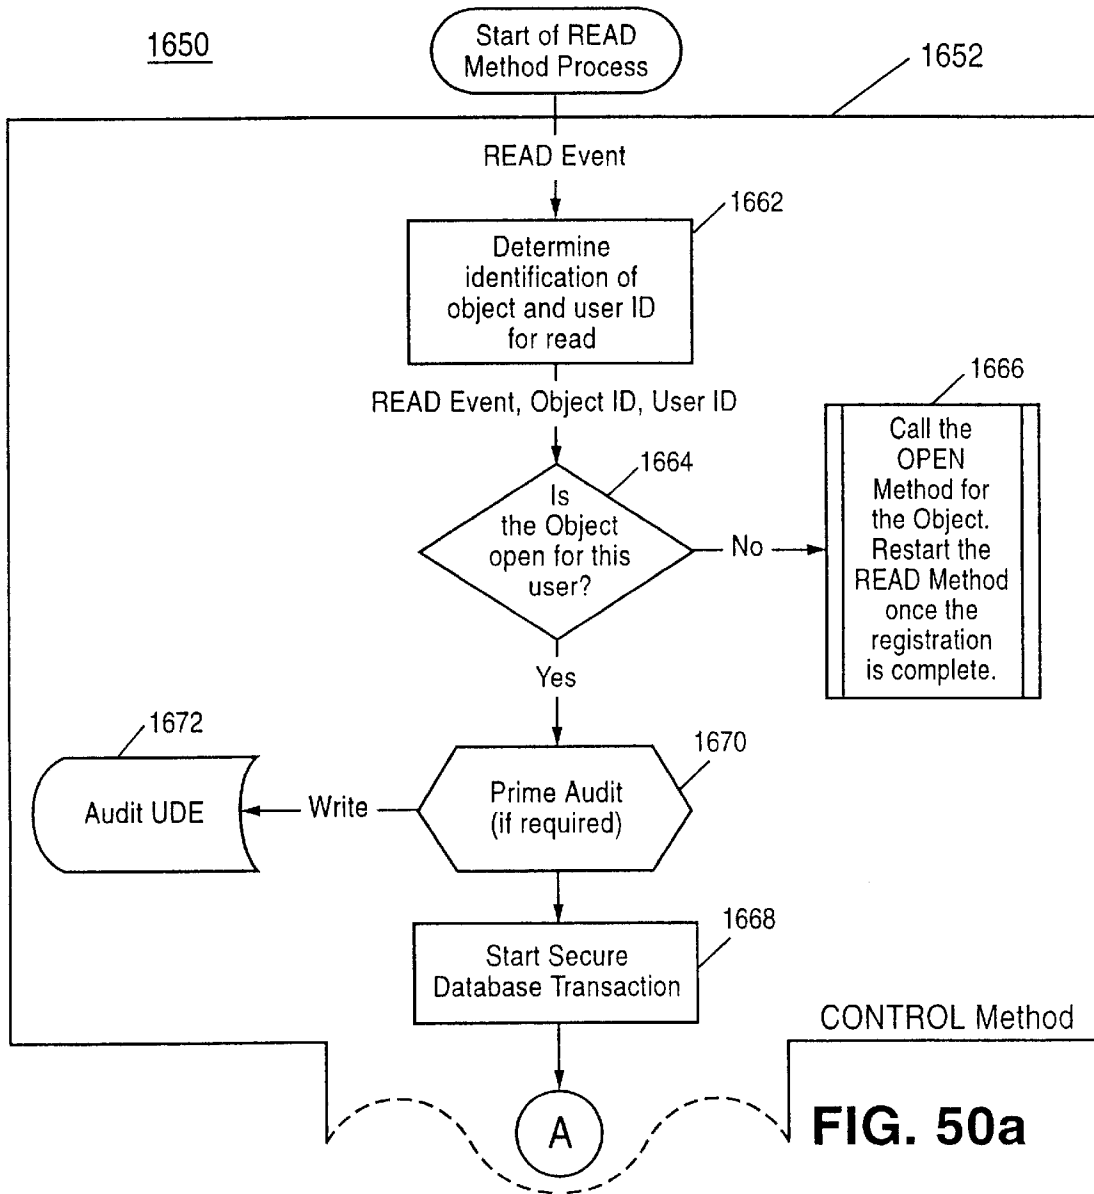 1650
Start of READ
Method Process
1652
READ Event
1662
Determine
identification of
object and user ID
for read
READ Event, Object ID, User ID
1666
Call the
OPEN
Method for
the Object.
Restart the
READ Method
once the
registration
is complete.
1664
Is
the Object
open for this
user?
No
Yes
1672
Audit UDE
Write
1670
Prime Audit
(if required)
1668
Start Secure
Database Transaction
CONTROL Method
A
FIG. 50a